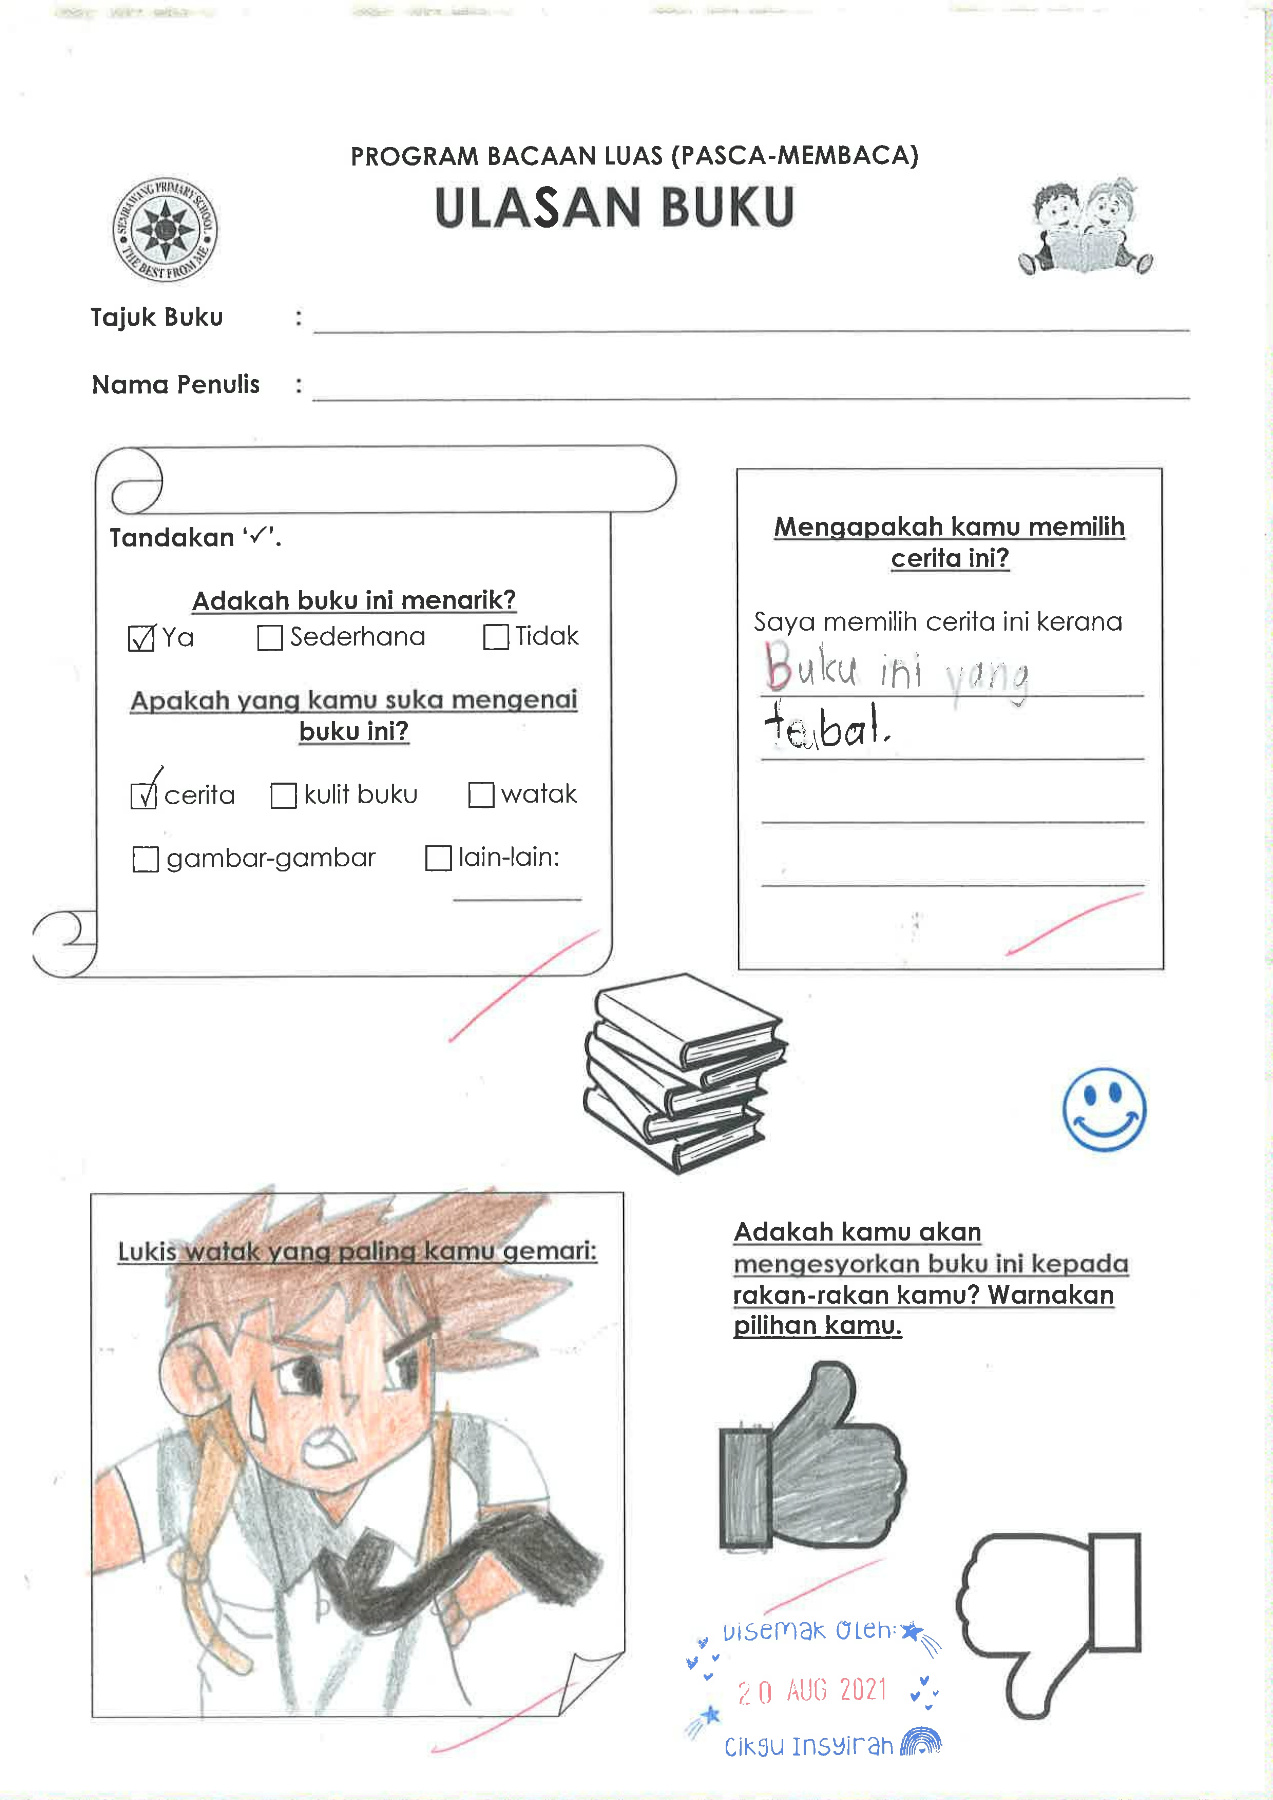 PROGRAM BACAAN LUAS (PASCA-MEMBACA)
ULASAN BUKU
SEMBAWANG PRIMARY SCHOOL
THE BEST FROM ME
Tajuk Buku :
Nama Penulis :
Tandakan ‘✓’.
Adakah buku ini menarik?
☑ Ya ☐ Sederhana ☐ Tidak
Apakah yang kamu suka mengenai
buku ini?
☑ cerita ☐ kulit buku ☐ watak
☐ gambar-gambar ☐ lain-lain:
Mengapakah kamu memilih
cerita ini?
Saya memilih cerita ini kerana
Buku ini yang
tebal.
Lukis watak yang paling kamu gemari:
Adakah kamu akan
mengesyorkan buku ini kepada
rakan-rakan kamu? Warnakan
pilihan kamu.
Disemak Oleh:
20 AUG 2021
Cikgu Insyirah